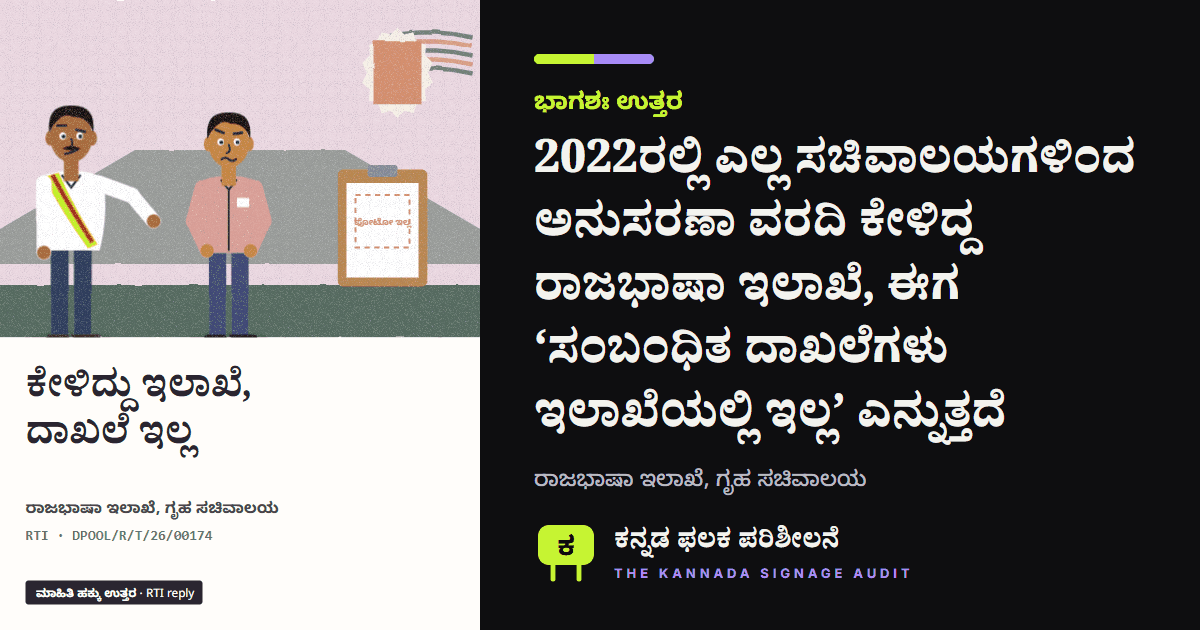 ಫೋಟೋ ಇಲ್ಲ
ಕೇಳಿದ್ದು ಇಲಾಖೆ,
ದಾಖಲೆ ಇಲ್ಲ
ರಾಜಭಾಷಾ ಇಲಾಖೆ, ಗೃಹ ಸಚಿವಾಲಯ
RTI · DPOOL/R/T/26/00174
ಮಾಹಿತಿ ಹಕ್ಕು ಉತ್ತರ · RTI reply
ಭಾಗಶಃ ಉತ್ತರ
2022ರಲ್ಲಿ ಎಲ್ಲ ಸಚಿವಾಲಯಗಳಿಂದ
ಅನುಸರಣಾ ವರದಿ ಕೇಳಿದ್ದ
ರಾಜಭಾಷಾ ಇಲಾಖೆ, ಈಗ
‘ಸಂಬಂಧಿತ ದಾಖಲೆಗಳು
ಇಲಾಖೆಯಲ್ಲಿ ಇಲ್ಲ’ ಎನ್ನುತ್ತದೆ
ರಾಜಭಾಷಾ ಇಲಾಖೆ, ಗೃಹ ಸಚಿವಾಲಯ
ಕ
ಕನ್ನಡ ಫಲಕ ಪರಿಶೀಲನೆ
THE KANNADA SIGNAGE AUDIT